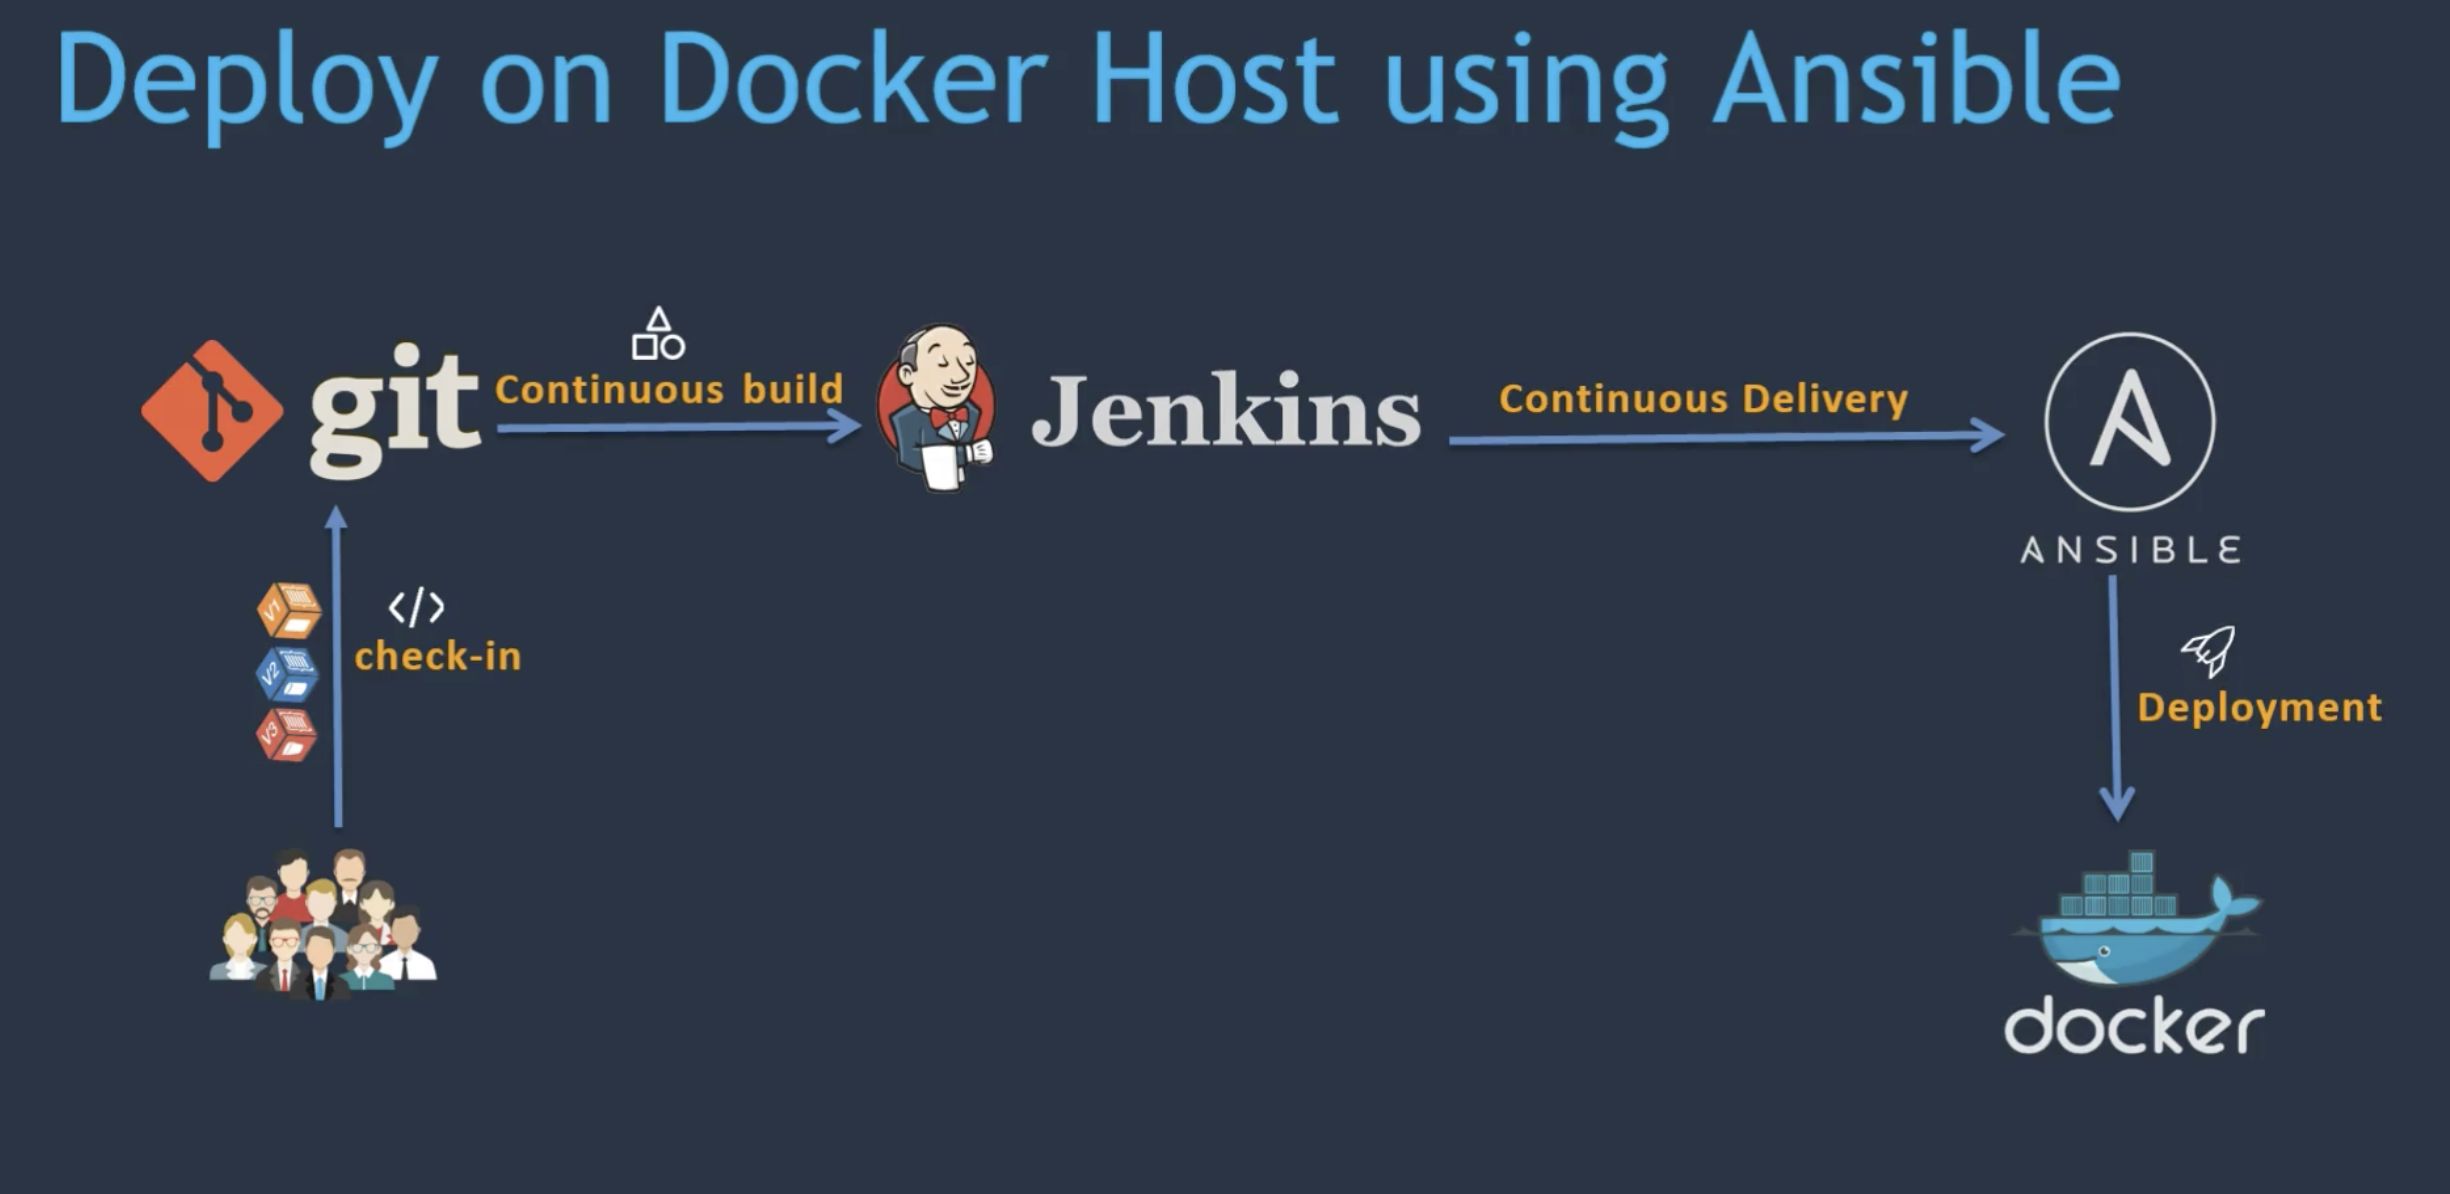 Deploy on Docker Host using Ansible
git
Continuous build
Jenkins
Continuous Delivery
A
ANSIBLE
V1
V2
V3
</>
check-in
Deployment
docker